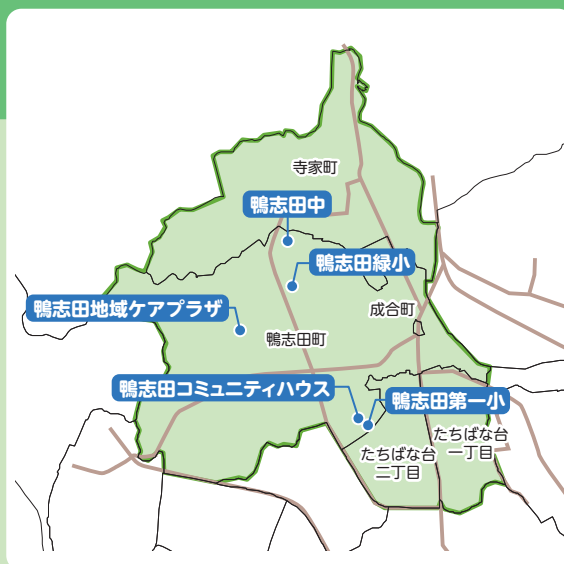 寺家町
鴨志田中
鴨志田緑小
鴨志田地域ケアプラザ
成合町
鴨志田町
鴨志田コミュニティハウス
鴨志田第一小
たちばな台
一丁目
たちばな台
二丁目